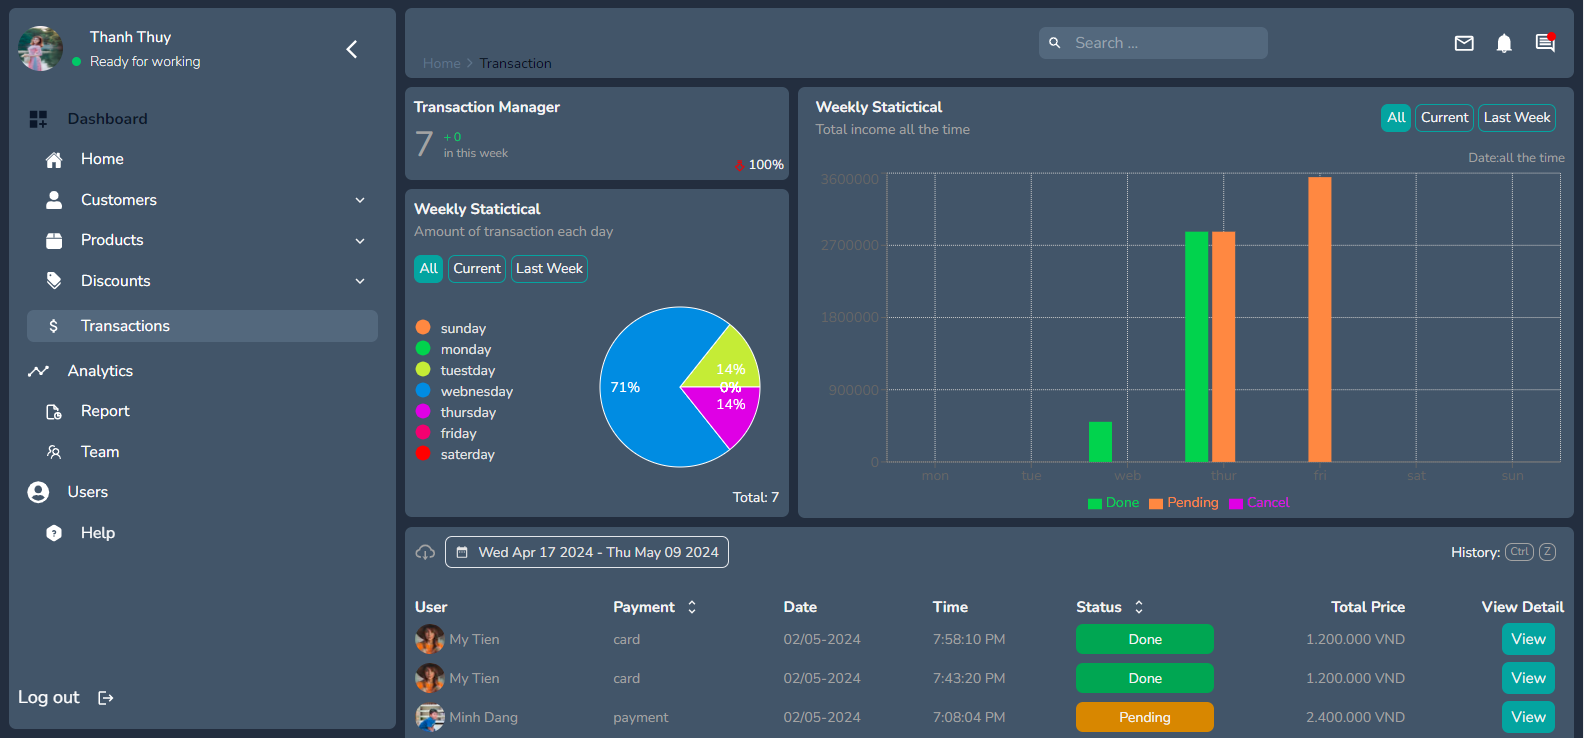 Thanh Thuy
Ready for working
Dashboard
Home
Customers
Products
Discounts
Transactions
Analytics
Report
Team
Users
Help
Log out
Home > Transaction
Search ...
Transaction Manager
7
+ 0
in this week
100%
Weekly Statictical
Amount of transaction each day
All Current Last Week
sunday
monday
tuestday
webnesday
thursday
friday
saterday
71%
14%
0%
14%
Total: 7
Weekly Statictical
Total income all the time
All Current Last Week
Date:all the time
3600000
2700000
1800000
900000
0
mon tue web thur fri sat sun
Done Pending Cancel
Wed Apr 17 2024 - Thu May 09 2024
History: Ctrl Z
User Payment Date Time Status Total Price View Detail
My Tien card 02/05-2024 7:58:10 PM Done 1.200.000 VND View
My Tien card 02/05-2024 7:43:20 PM Done 1.200.000 VND View
Minh Dang payment 02/05-2024 7:08:04 PM Pending 2.400.000 VND View